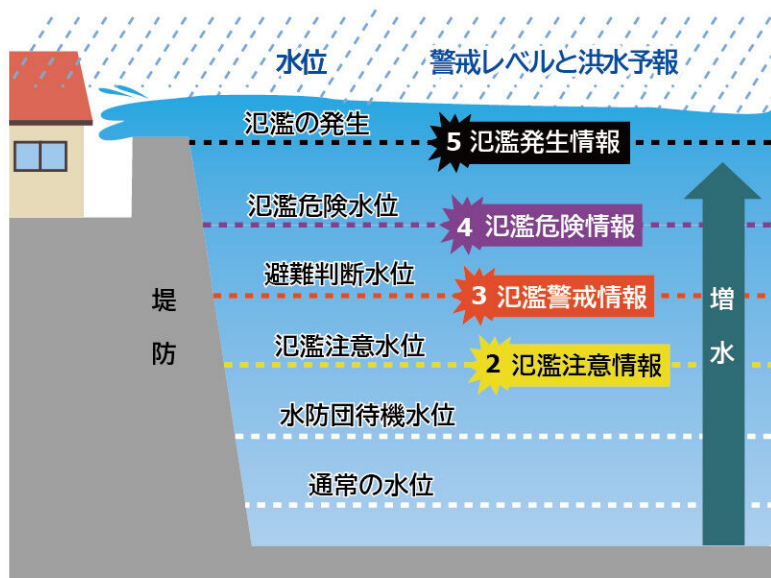 水位
警戒レベルと洪水予報
氾濫の発生
5 氾濫発生情報
氾濫危険水位
4 氾濫危険情報
避難判断水位
3 氾濫警戒情報
氾濫注意水位
2 氾濫注意情報
水防団待機水位
通常の水位
堤防
増水